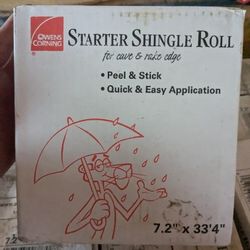 OWENS
CORNING
STARTER SHINGLE ROLL
for eave & rake edge
• Peel & Stick
• Quick & Easy Application
7.2" x 33'4"